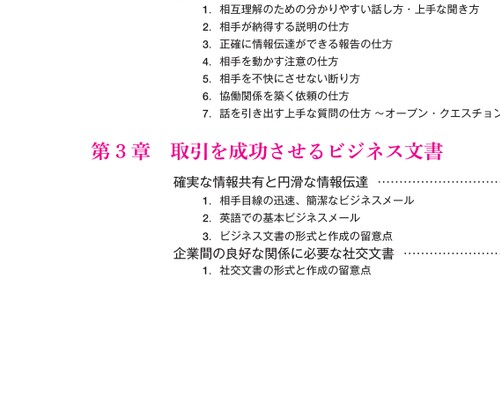 1. 相互理解のための分かりやすい話し方・上手な聞き方
2. 相手が納得する説明の仕方
3. 正確に情報伝達ができる報告の仕方
4. 相手を動かす注意の仕方
5. 相手を不快にさせない断り方
6. 協働関係を築く依頼の仕方
7. 話を引き出す上手な質問の仕方 〜オープン・クエスチョン
第3章 取引を成功させるビジネス文書
確実な情報共有と円滑な情報伝達 ……………………
1. 相手目線の迅速、簡潔なビジネスメール
2. 英語での基本ビジネスメール
3. ビジネス文書の形式と作成の留意点
企業間の良好な関係に必要な社交文書 ………………
1. 社交文書の形式と作成の留意点